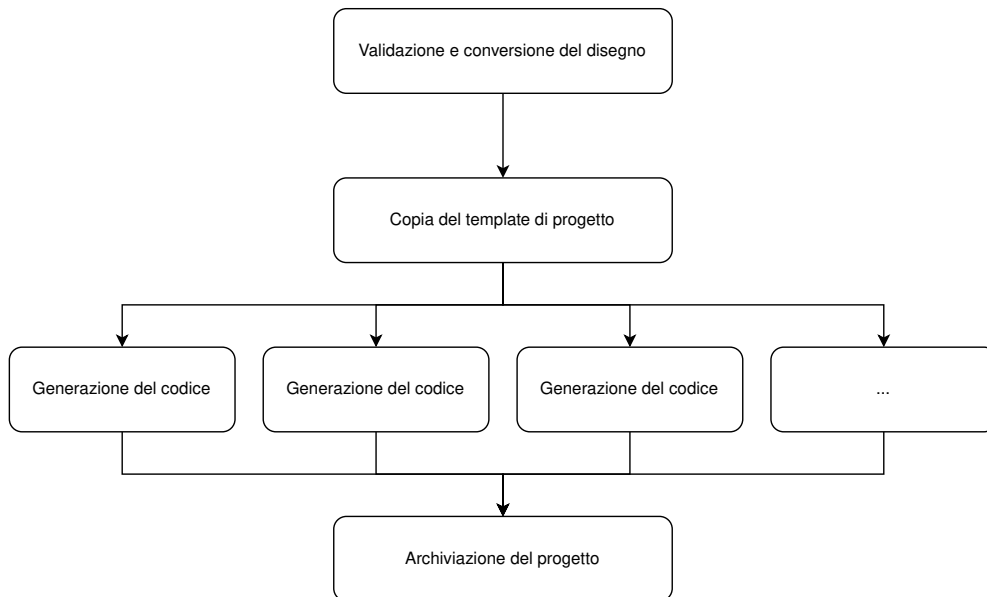 Validazione e conversione del disegno
Copia del template di progetto
Generazione del codice
Generazione del codice
Generazione del codice
...
Archiviazione del progetto